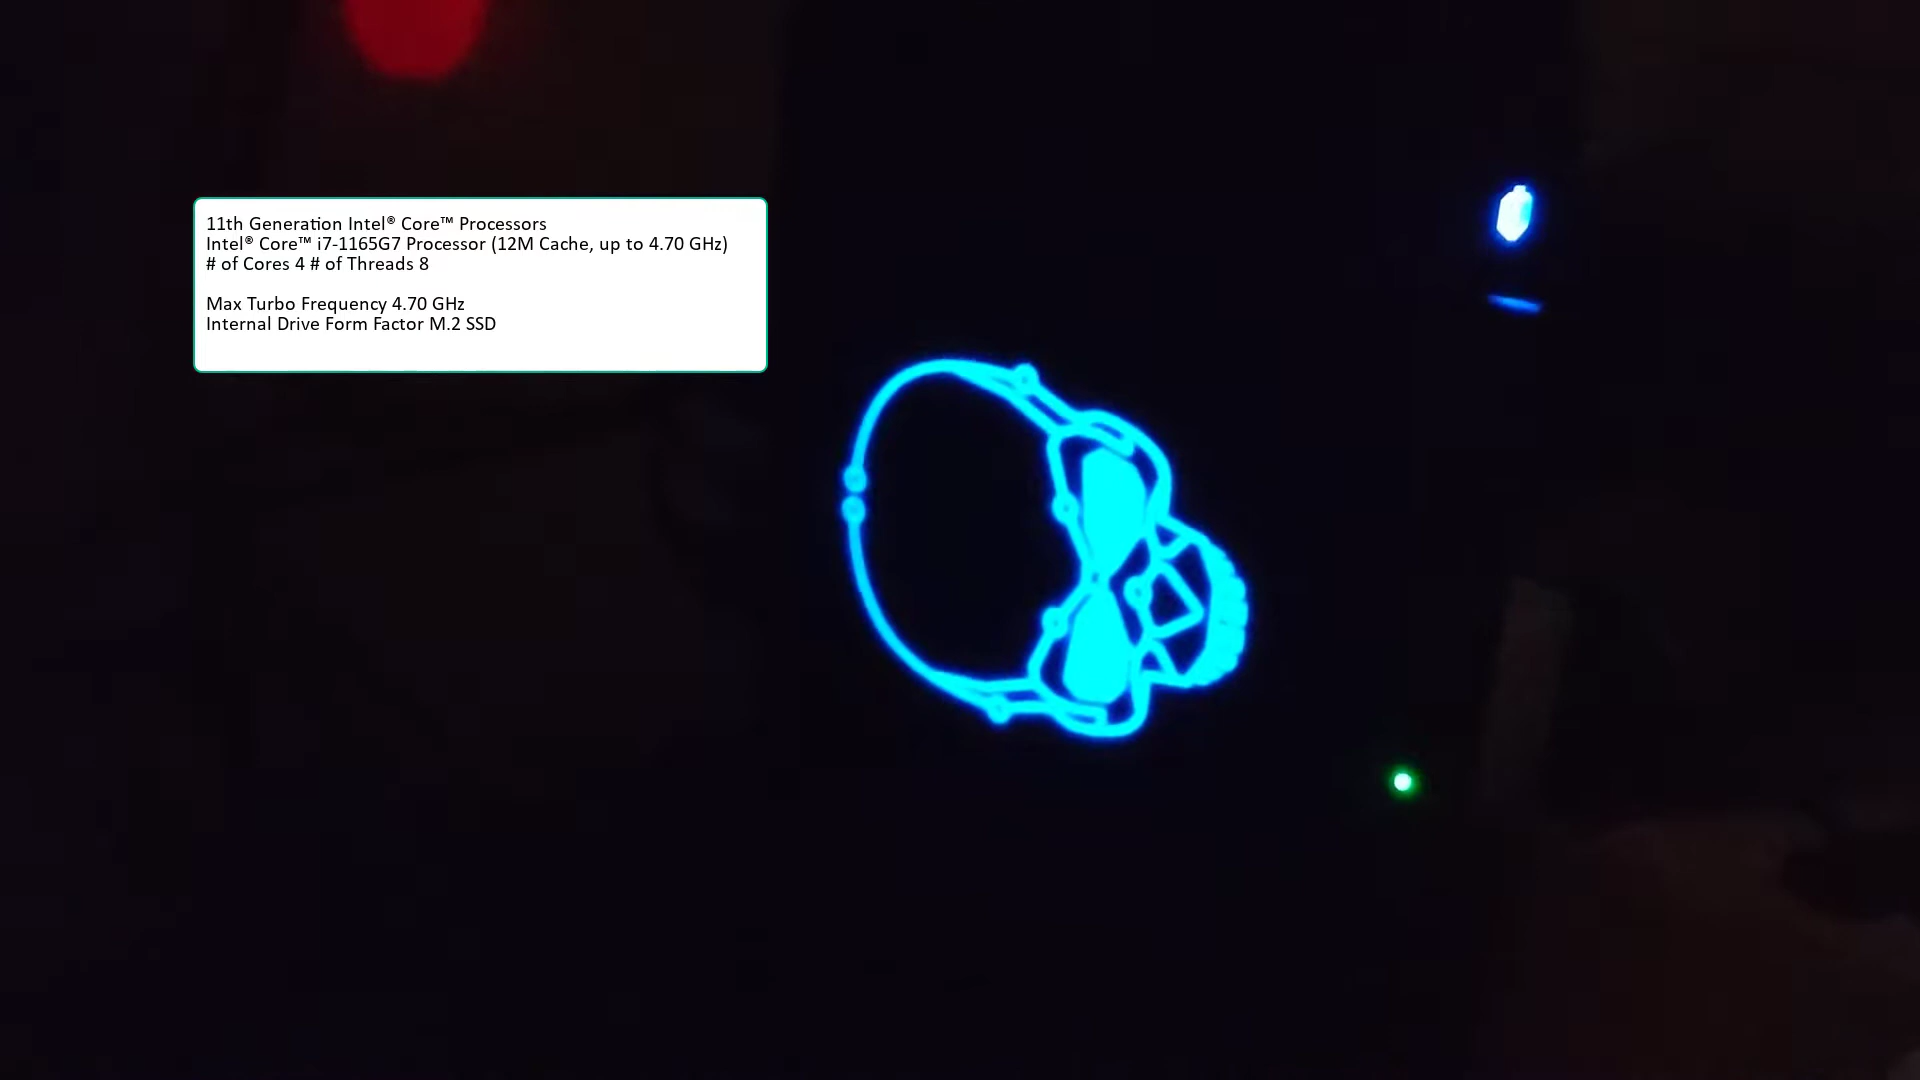 11th Generation Intel® Core™ Processors
Intel® Core™ i7-1165G7 Processor (12M Cache, up to 4.70 GHz)
# of Cores 4 # of Threads 8
Max Turbo Frequency 4.70 GHz
Internal Drive Form Factor M.2 SSD